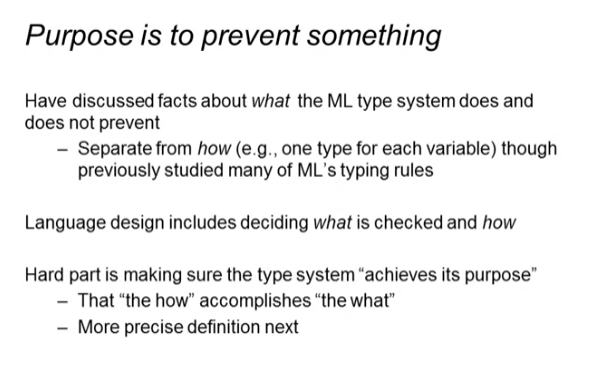 Purpose is to prevent something
Have discussed facts about what the ML type system does and
does not prevent
– Separate from how (e.g., one type for each variable) though
previously studied many of ML's typing rules
Language design includes deciding what is checked and how
Hard part is making sure the type system “achieves its purpose”
– That “the how” accomplishes “the what”
– More precise definition next